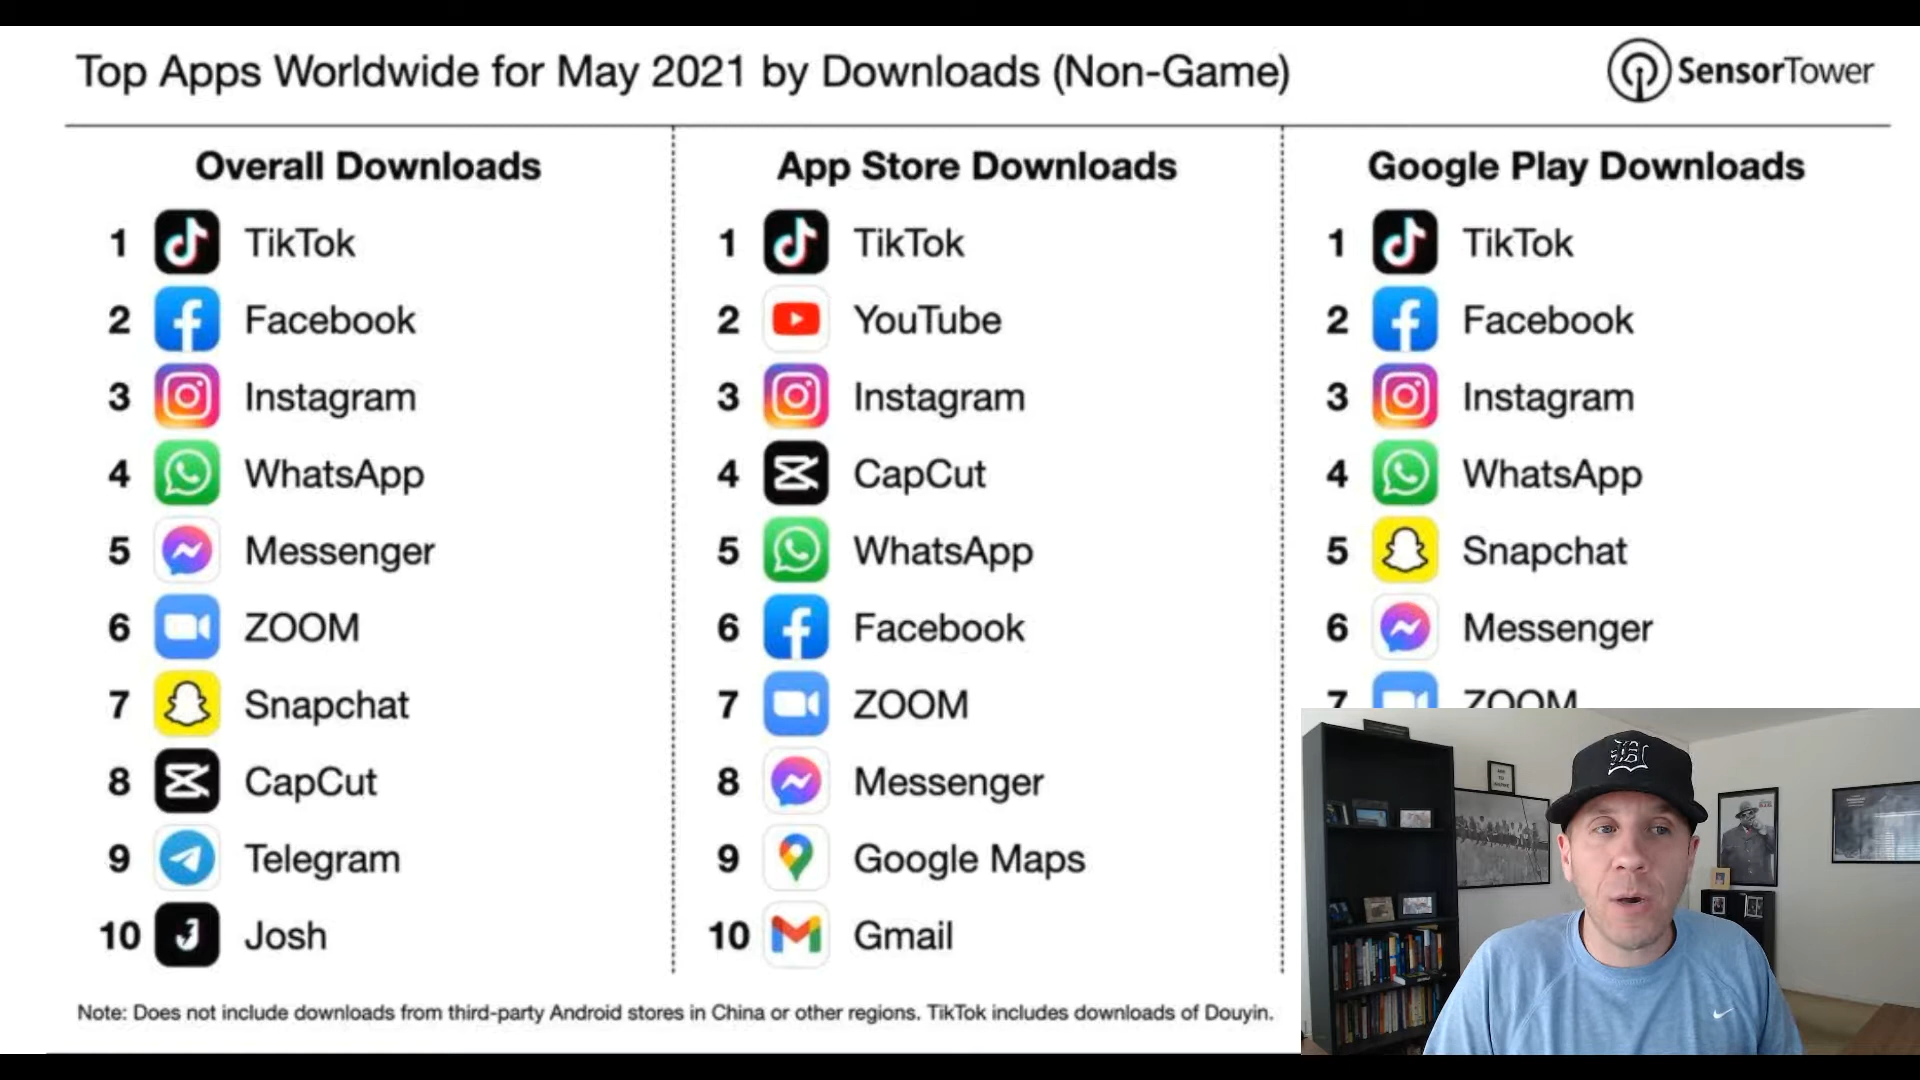 Top Apps Worldwide for May 2021 by Downloads (Non-Game)
SensorTower
Overall Downloads
1 TikTok
2 Facebook
3 Instagram
4 WhatsApp
5 Messenger
6 ZOOM
7 Snapchat
8 CapCut
9 Telegram
10 Josh
App Store Downloads
1 TikTok
2 YouTube
3 Instagram
4 CapCut
5 WhatsApp
6 Facebook
7 ZOOM
8 Messenger
9 Google Maps
10 Gmail
Google Play Downloads
1 TikTok
2 Facebook
3 Instagram
4 WhatsApp
5 Snapchat
6 Messenger
7 ZOOM
Note: Does not include downloads from third-party Android stores in China or other regions. TikTok includes downloads of Douyin.